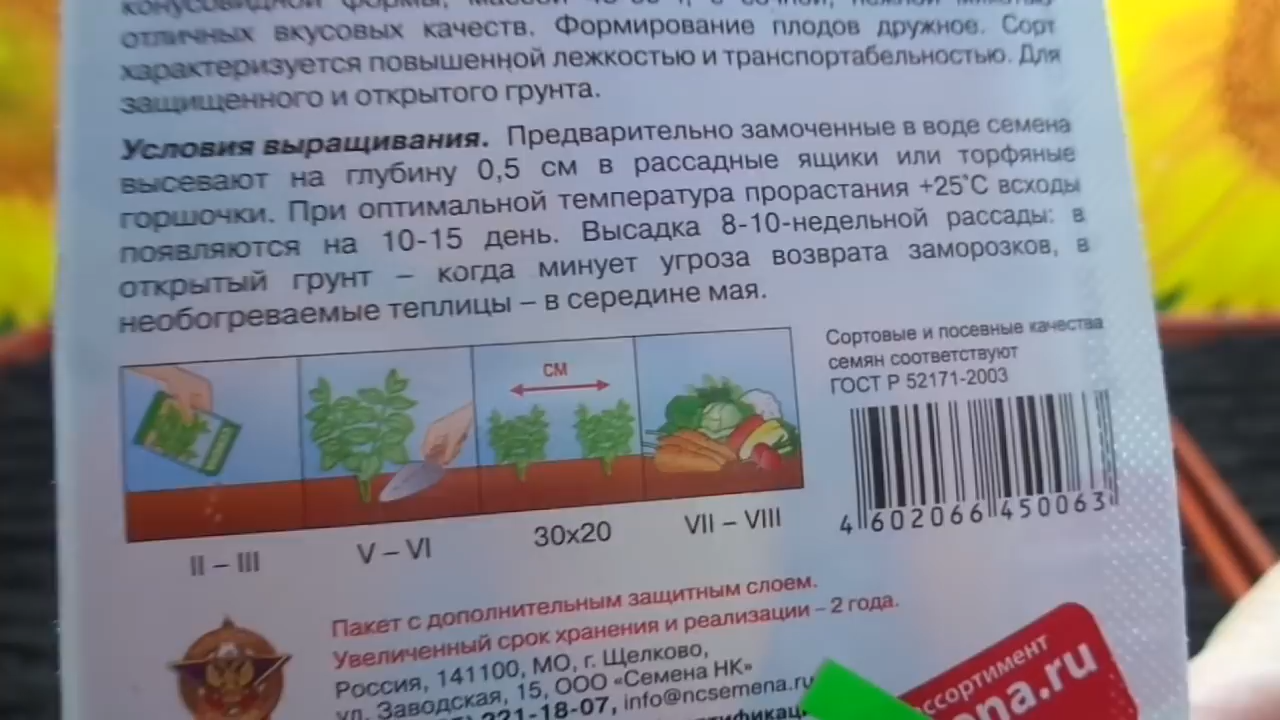 конусовидной формы, массой
отличных вкусовых качеств. Формирование плодов дружное. Сорт
характеризуется повышенной лежкостью и транспортабельностью. Для
защищенного и открытого грунта.
Условия выращивания. Предварительно замоченные в воде семена
высевают на глубину 0,5 см в рассадные ящики или торфяные
горшочки. При оптимальной температура прорастания +25°С всходы
появляются на 10-15 день. Высадка 8-10-недельной рассады: в
открытый грунт – когда минует угроза возврата заморозков, в
необогреваемые теплицы – в середине мая.
СМ
II – III
V – VI
30x20
VII – VIII
Сортовые и посевные качества
семян соответствуют
ГОСТ Р 52171-2003
4 602066 450063
Пакет с дополнительным защитным слоем.
Увеличенный срок хранения и реализации – 2 года.
Россия, 141100, МО, г. Щелково,
ул. Заводская, 15, ООО «Семена НК»
221-18-07, info@ncsemena.ru
ссортимент
ena.ru